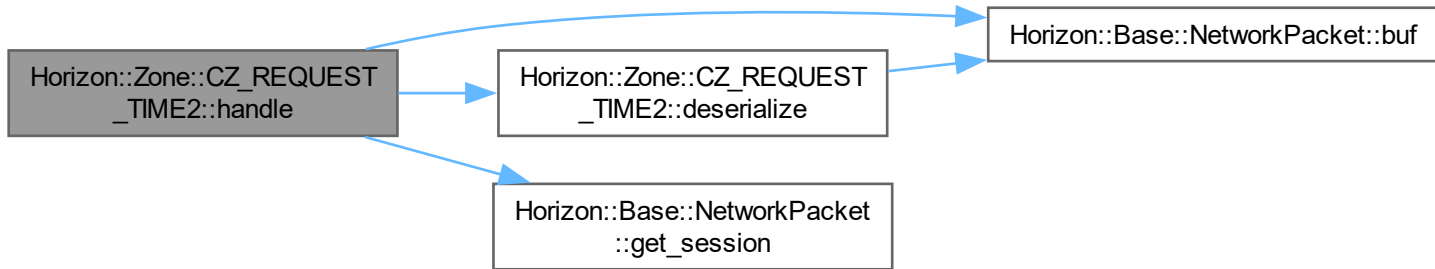 Horizon::Zone::CZ_REQUEST
_TIME2::handle
Horizon::Zone::CZ_REQUEST
_TIME2::deserialize
Horizon::Base::NetworkPacket::buf
Horizon::Base::NetworkPacket
::get_session